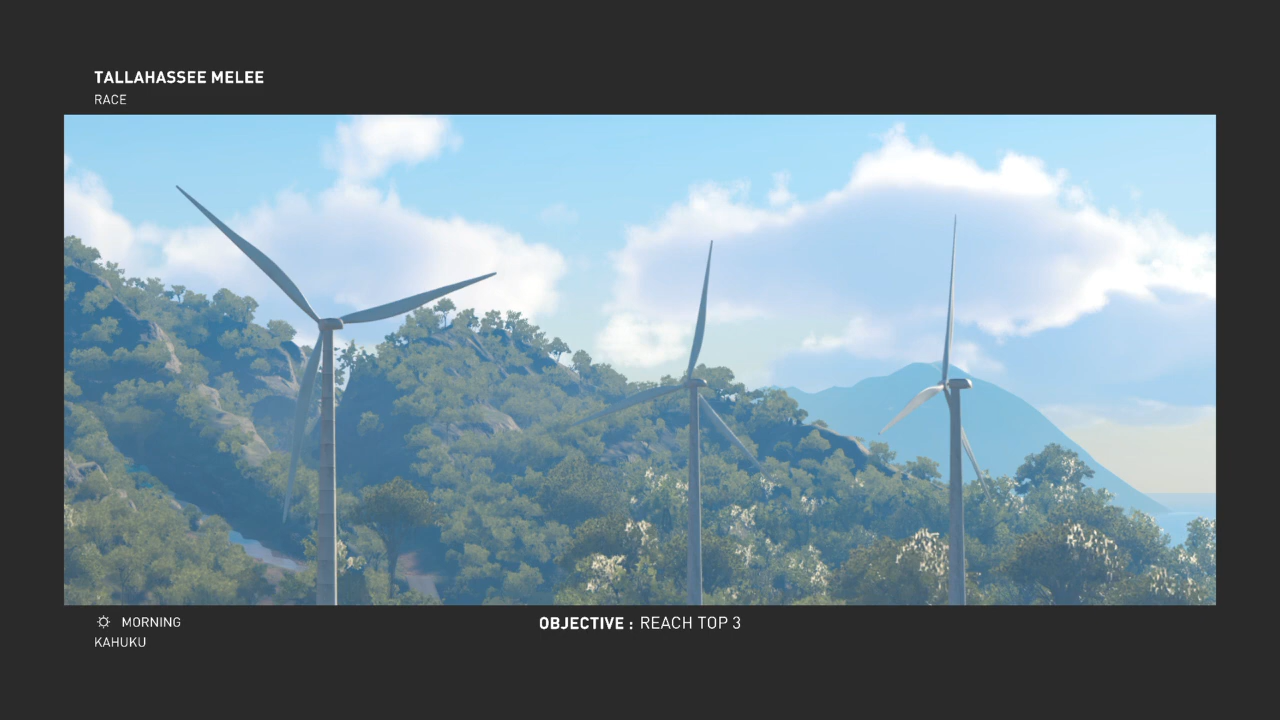 TALLAHASSEE MELEE
RACE
MORNING
KAHUKU
OBJECTIVE : REACH TOP 3